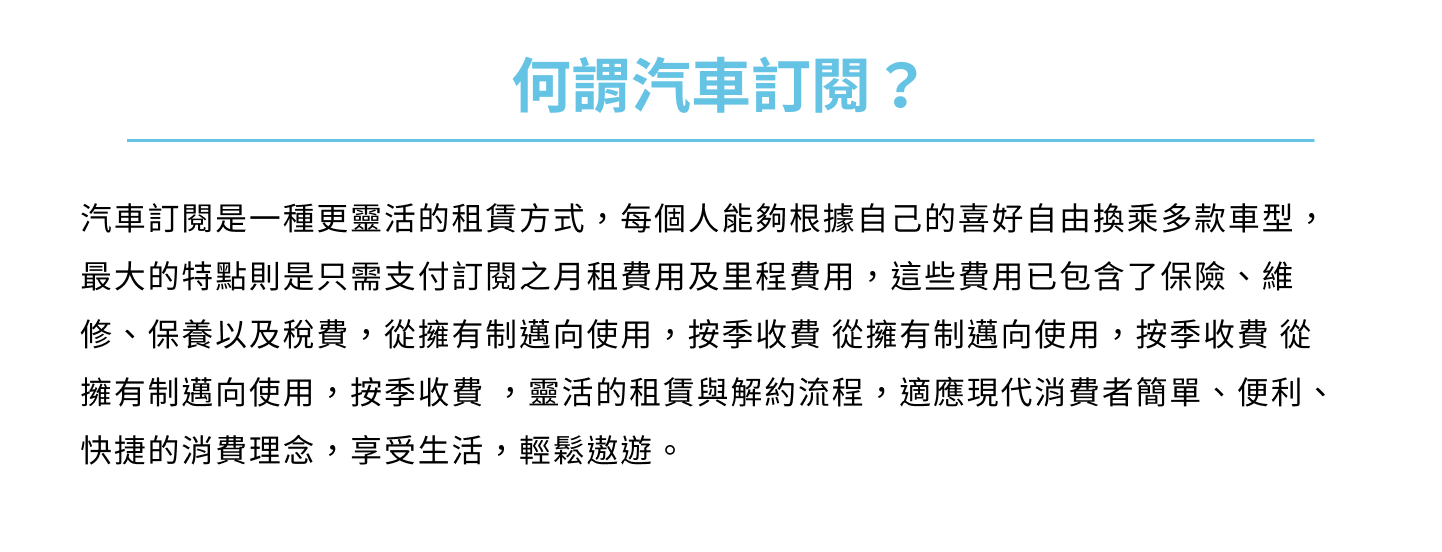 何謂汽車訂閱？
汽車訂閱是一種更靈活的租賃方式，每個人能夠根據自己的喜好自由換乘多款車型，
最大的特點則是只需支付訂閱之月租費用及里程費用，這些費用已包含了保險、維
修、保養以及稅費，從擁有制邁向使用，按季收費 從擁有制邁向使用，按季收費 從
擁有制邁向使用，按季收費 ，靈活的租賃與解約流程，適應現代消費者簡單、便利、
快捷的消費理念，享受生活，輕鬆遨遊。